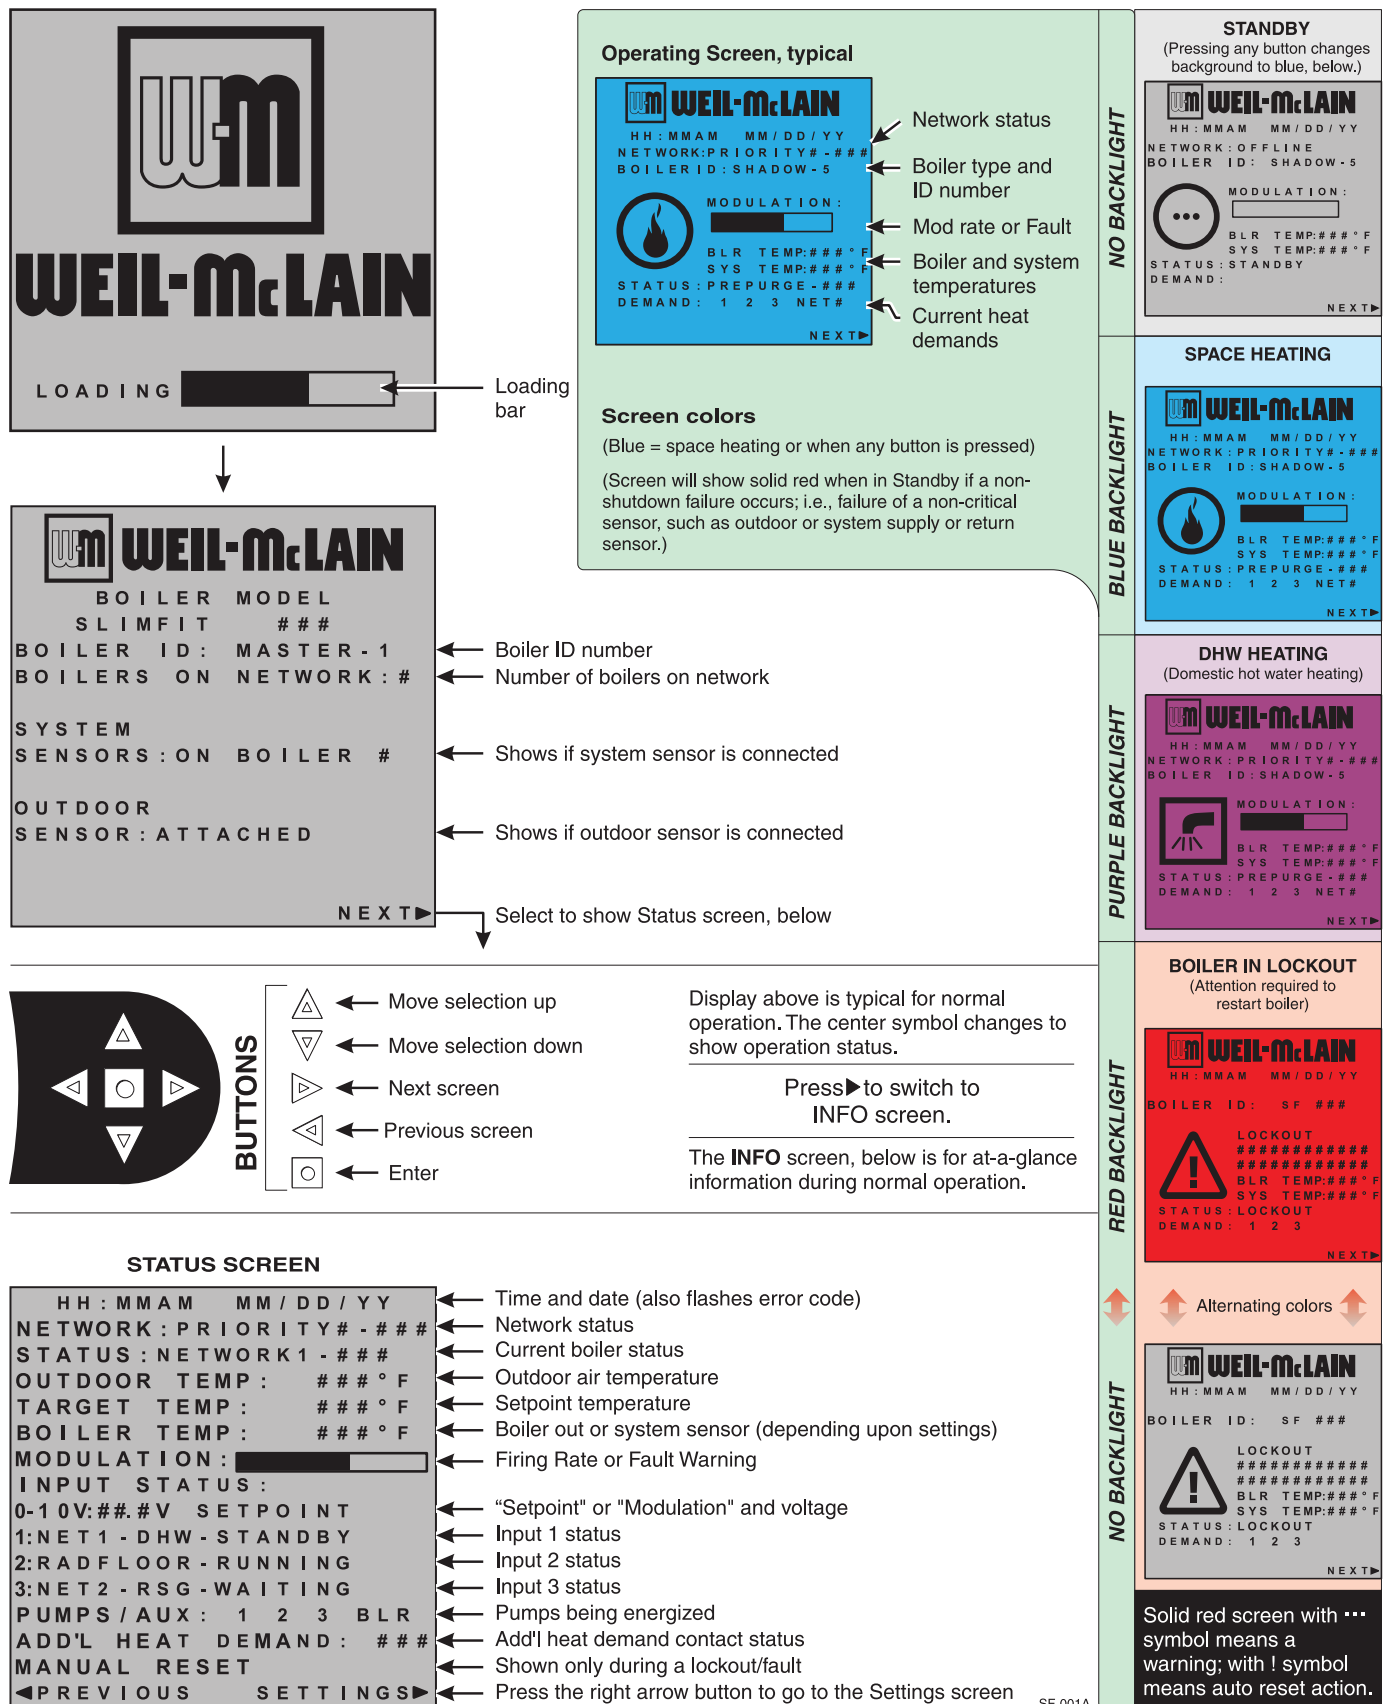 WM
WEIL-McLAIN
LOADING
Loading
bar
WM WEIL-McLAIN
BOILER MODEL
SLIMFIT ###
BOILER ID: MASTER-1
BOILERS ON NETWORK:#
SYSTEM
SENSORS:ON BOILER #
OUTDOOR
SENSOR:ATTACHED
NEXT▶
Boiler ID number
Number of boilers on network
Shows if system sensor is connected
Shows if outdoor sensor is connected
Select to show Status screen, below
Operating Screen, typical
WM WEIL-McLAIN
HH:MMAM MM/DD/YY
NETWORK:PRIORITY#-###
BOILER ID:SHADOW-5
MODULATION:
BLR TEMP:###°F
SYS TEMP:###°F
STATUS:PREPURGE-###
DEMAND: 1 2 3 NET#
NEXT▶
Network status
Boiler type and
ID number
Mod rate or Fault
Boiler and system
temperatures
Current heat
demands
Screen colors
(Blue = space heating or when any button is pressed)
(Screen will show solid red when in Standby if a non-
shutdown failure occurs; i.e., failure of a non-critical
sensor, such as outdoor or system supply or return
sensor.)
BUTTONS
Move selection up
Move selection down
Next screen
Previous screen
Enter
Display above is typical for normal
operation. The center symbol changes to
show operation status.
Press▶to switch to
INFO screen.
The INFO screen, below is for at-a-glance
information during normal operation.
STATUS SCREEN
HH:MMAM MM/DD/YY
NETWORK:PRIORITY#-###
STATUS:NETWORK1-###
OUTDOOR TEMP: ###°F
TARGET TEMP: ###°F
BOILER TEMP: ###°F
MODULATION:
INPUT STATUS:
0-10V:##.#V SETPOINT
1:NET1-DHW-STANDBY
2:RADFLOOR-RUNNING
3:NET2-RSG-WAITING
PUMPS/AUX: 1 2 3 BLR
ADD'L HEAT DEMAND: ###
MANUAL RESET
◀PREVIOUS SETTINGS▶
Time and date (also flashes error code)
Network status
Current boiler status
Outdoor air temperature
Setpoint temperature
Boiler out or system sensor (depending upon settings)
Firing Rate or Fault Warning
“Setpoint" or "Modulation" and voltage
Input 1 status
Input 2 status
Input 3 status
Pumps being energized
Add'l heat demand contact status
Shown only during a lockout/fault
Press the right arrow button to go to the Settings screen
SF-001A
NO BACKLIGHT
STANDBY
(Pressing any button changes
background to blue, below.)
WM WEIL-McLAIN
HH:MMAM MM/DD/YY
NETWORK:OFFLINE
BOILER ID: SHADOW-5
MODULATION:
BLR TEMP:###°F
SYS TEMP:###°F
STATUS:STANDBY
DEMAND:
NEXT▶
BLUE BACKLIGHT
SPACE HEATING
WM WEIL-McLAIN
HH:MMAM MM/DD/YY
NETWORK:PRIORITY#-###
BOILER ID:SHADOW-5
MODULATION:
BLR TEMP:###°F
SYS TEMP:###°F
STATUS:PREPURGE-###
DEMAND: 1 2 3 NET#
NEXT▶
PURPLE BACKLIGHT
DHW HEATING
(Domestic hot water heating)
WM WEIL-McLAIN
HH:MMAM MM/DD/YY
NETWORK:PRIORITY#-###
BOILER ID:SHADOW-5
MODULATION:
BLR TEMP:###°F
SYS TEMP:###°F
STATUS:PREPURGE-###
DEMAND: 1 2 3 NET#
NEXT▶
RED BACKLIGHT
BOILER IN LOCKOUT
(Attention required to
restart boiler)
WM WEIL-McLAIN
HH:MMAM MM/DD/YY
BOILER ID: SF ###
LOCKOUT
############
############
BLR TEMP:###°F
SYS TEMP:###°F
STATUS:LOCKOUT
DEMAND: 1 2 3
NEXT▶
Alternating colors
NO BACKLIGHT
WM WEIL-McLAIN
HH:MMAM MM/DD/YY
BOILER ID: SF ###
LOCKOUT
############
############
BLR TEMP:###°F
SYS TEMP:###°F
STATUS:LOCKOUT
DEMAND: 1 2 3
NEXT▶
Solid red screen with ···
symbol means a
warning; with ! symbol
means auto reset action.